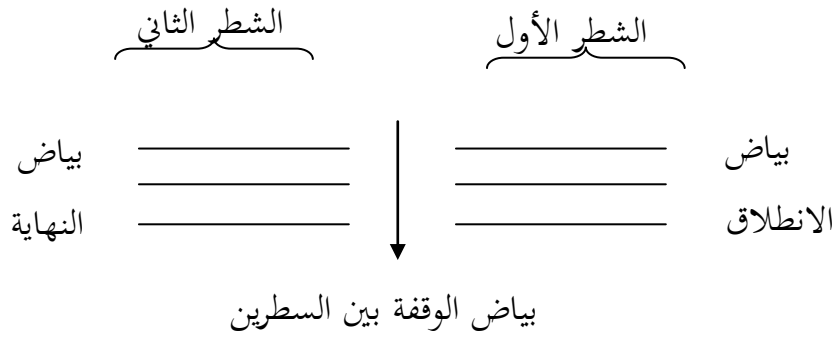 الشطر الأول
الشطر الثاني
بياض
الانطلاق
بياض
النهاية
بياض الوقفة بين السطرين